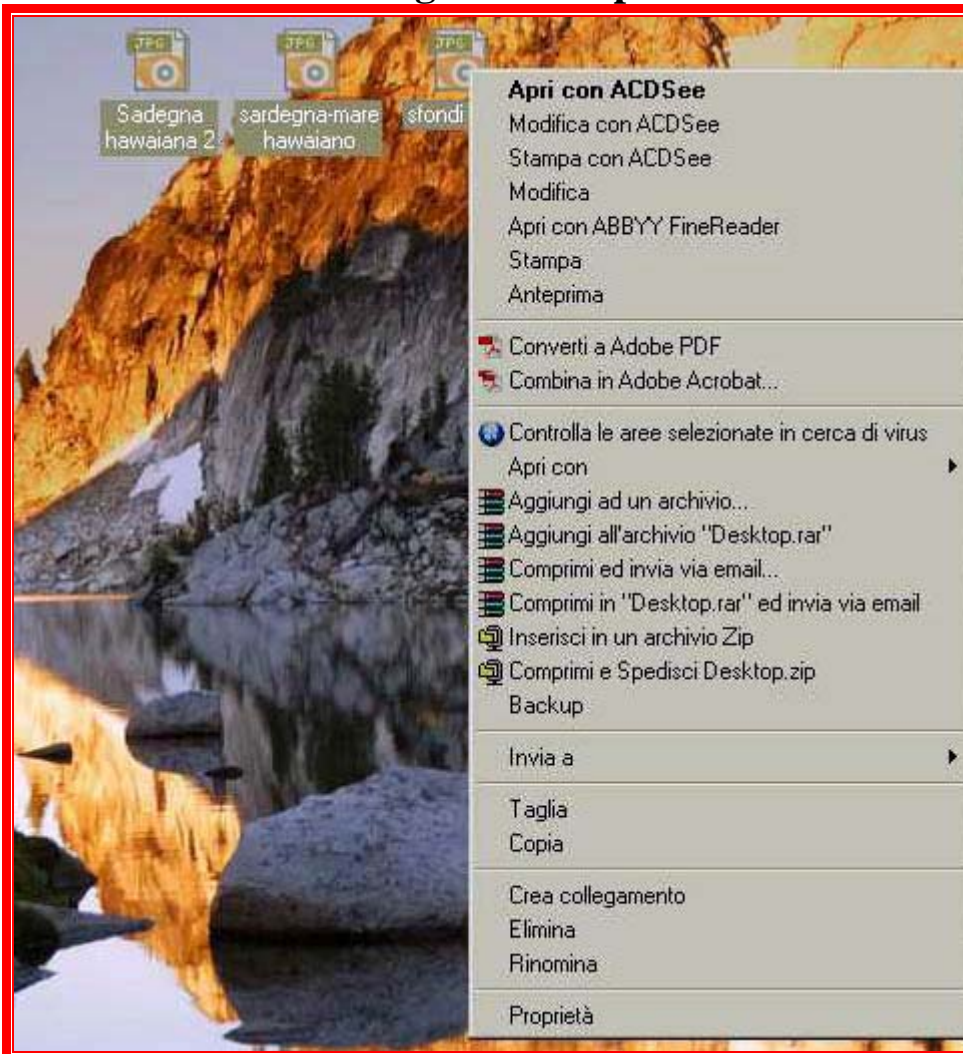 JPG
JPG
JPG
Sadegna
hawaiana 2
sardegna-mare
hawaiano
sfondi
Apri con ACDSee
Modifica con ACDSee
Stampa con ACDSee
Modifica
Apri con ABBYY FineReader
Stampa
Anteprima
Converti a Adobe PDF
Combina in Adobe Acrobat...
Controlla le aree selezionate in cerca di virus
Apri con
Aggiungi ad un archivio...
Aggiungi all'archivio "Desktop.rar"
Comprimi ed invia via email...
Comprimi in "Desktop.rar" ed invia via email
Inserisci in un archivio Zip
Comprimi e Spedisci Desktop.zip
Backup
Invia a
Taglia
Copia
Crea collegamento
Elimina
Rinomina
Proprietà